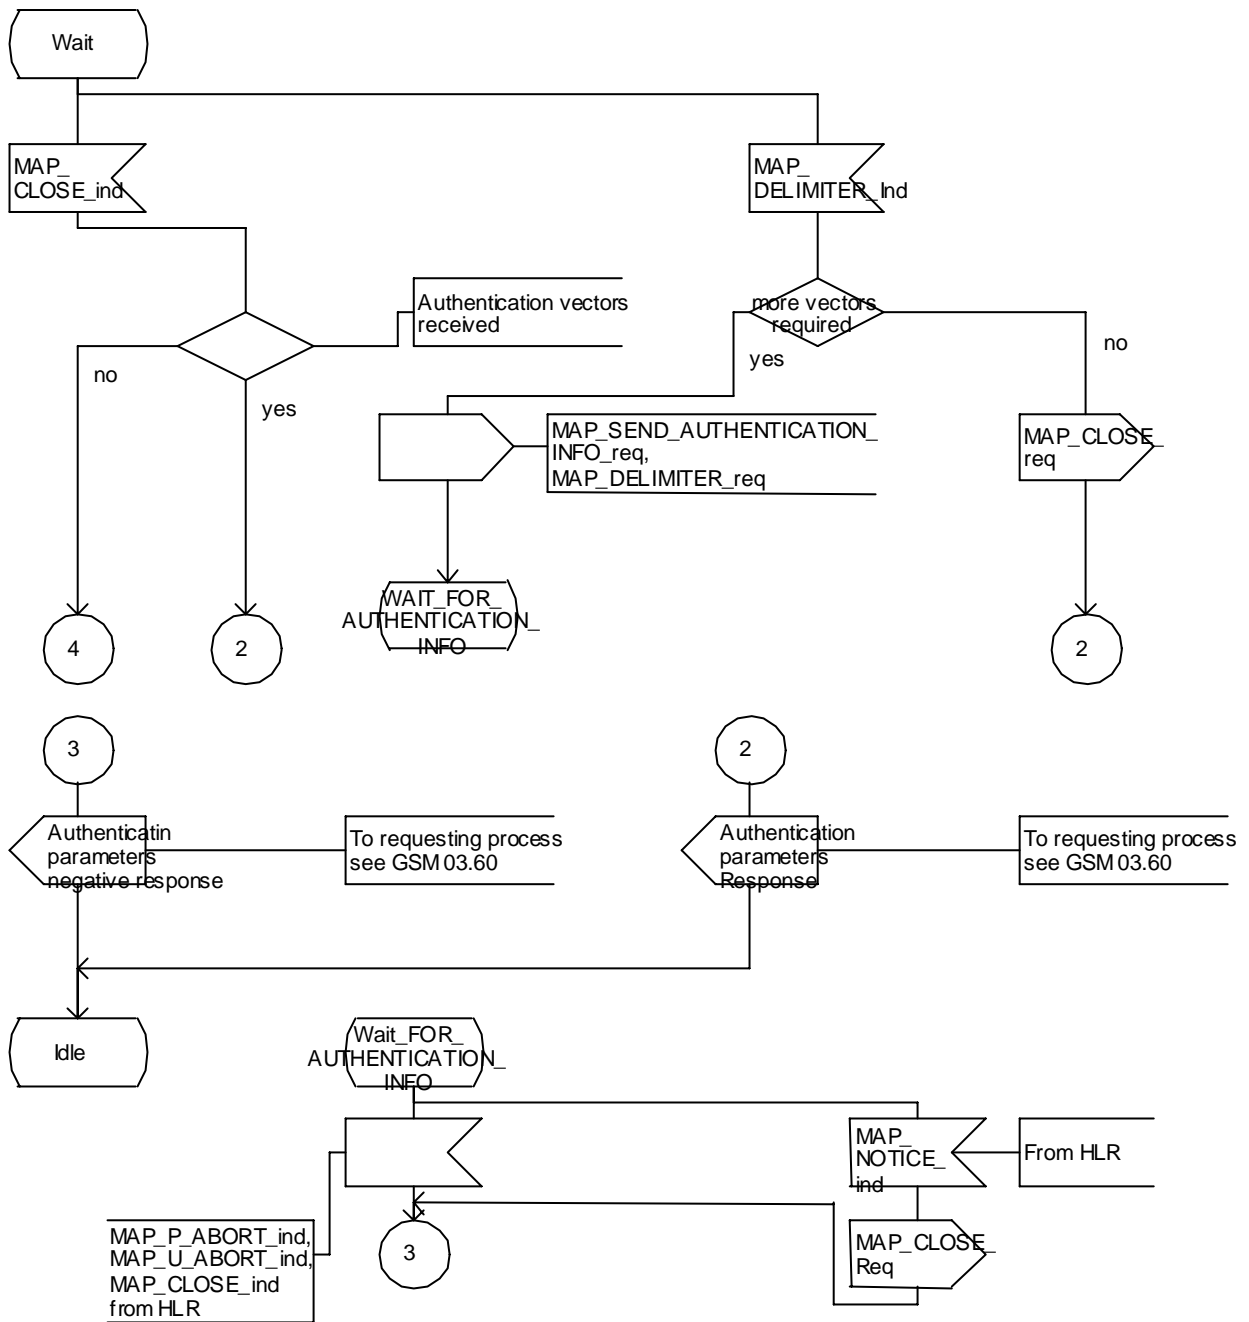 Wait
MAP_
CLOSE_ind
MAP_
DELIMITER_Ind
Authentication vectors
received
more vectors
required
no
yes
yes
no
MAP_SEND_AUTHENTICATION_
INFO_req,
MAP_DELIMITER_req
MAP_CLOSE_
req
WAIT_FOR_
AUTHENTICATION_
INFO
4
2
2
3
2
Authenticatin
parameters
negative response
To requesting process
see GSM 03.60
Authentication
parameters
Response
To requesting process
see GSM 03.60
Idle
Wait_FOR_
AUTHENTICATION_
INFO
MAP_
NOTICE_
ind
From HLR
MAP_P_ABORT_ind,
MAP_U_ABORT_ind,
MAP_CLOSE_ind
from HLR
3
MAP_CLOSE_
Req